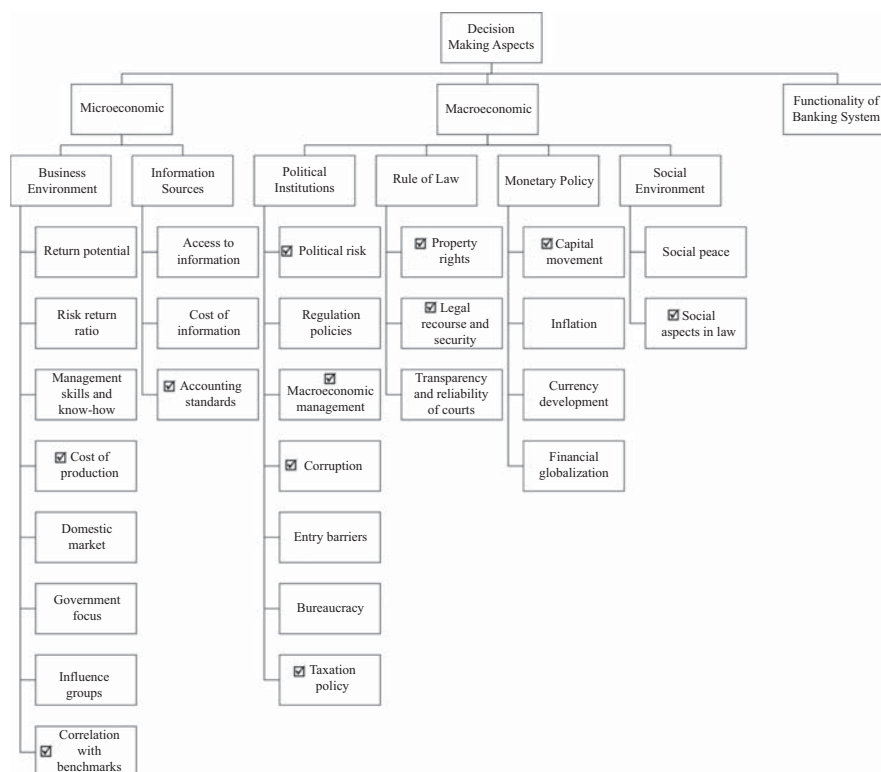 Decision
Making Aspects
Microeconomic
Macroeconomic
Functionality of
Banking System
Business
Environment
Information
Sources
Political
Institutions
Rule of Law
Monetary Policy
Social
Environment
Return potential
Access to
information
☑ Political risk
☑ Property
rights
☑ Capital
movement
Social peace
Risk return
ratio
Cost of
information
Regulation
policies
☑ Legal
recourse and
security
Inflation
☑ Social
aspects in law
Management
skills and
know-how
☑ Accounting
standards
☑
Macroeconomic
management
Transparency
and reliability
of courts
Currency
development
☑ Cost of
production
☑ Corruption
Financial
globalization
Domestic
market
Entry barriers
Government
focus
Bureaucracy
Influence
groups
☑ Taxation
policy
Correlation
☑ with
benchmarks